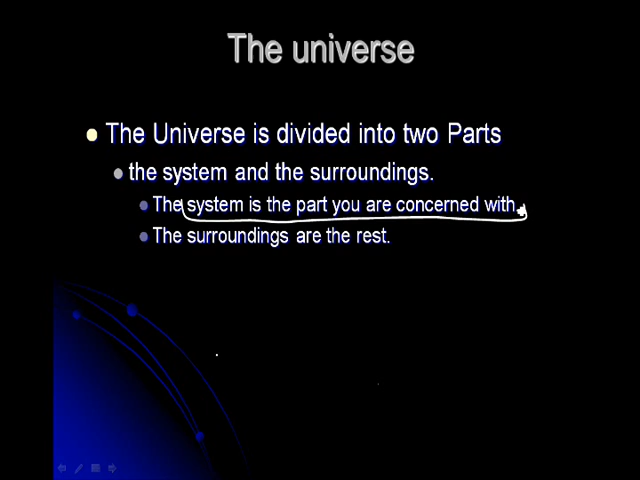 The universe
The Universe is divided into two Parts
the system and the surroundings.
The system is the part you are concerned with.
The surroundings are the rest.